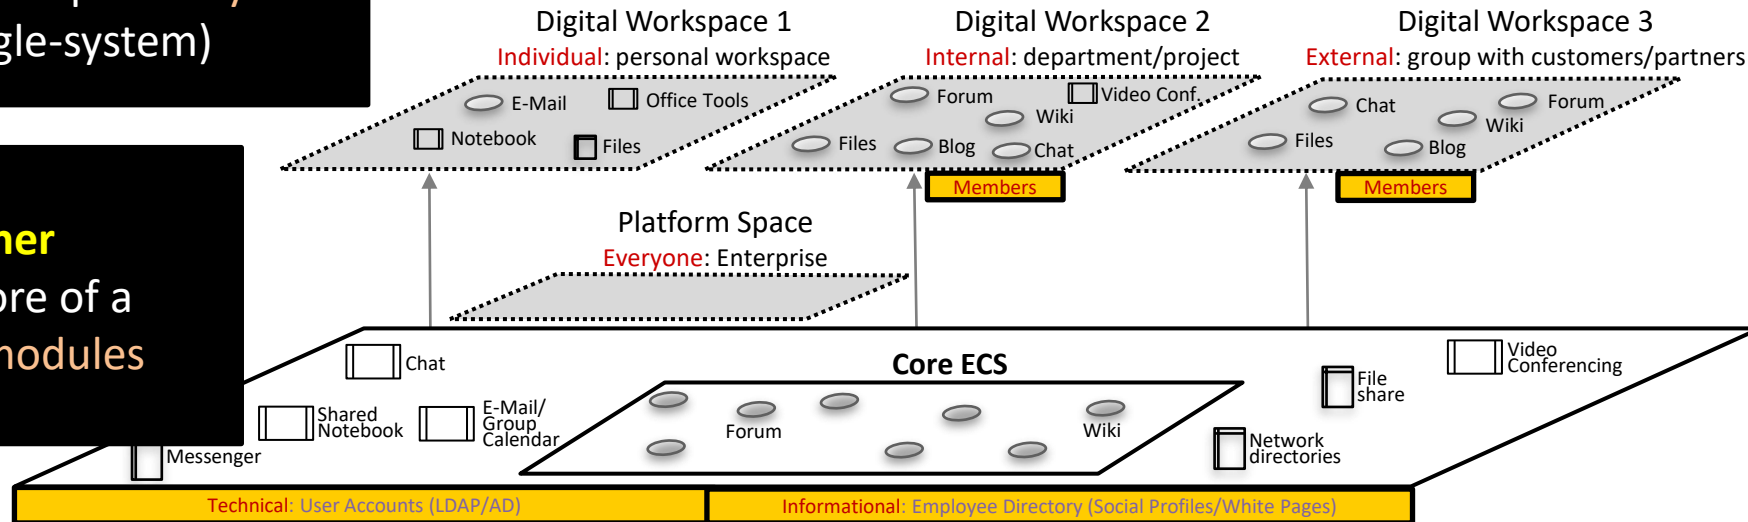 gle-system)
ore of a
modules
Digital Workspace 1
Individual: personal workspace
E-Mail
Office Tools
Notebook
Files
Digital Workspace 2
Internal: department/project
Forum
Video Conf.
Wiki
Files
Blog
Chat
Members
Digital Workspace 3
External: group with customers/partners
Chat
Forum
Wiki
Files
Blog
Members
Platform Space
Everyone: Enterprise
Core ECS
Chat
Shared
Notebook
E-Mail/
Group
Calendar
Messenger
Forum
Wiki
File
share
Network
directories
Video
Conferencing
Technical: User Accounts (LDAP/AD)
Informational: Employee Directory (Social Profiles/White Pages)